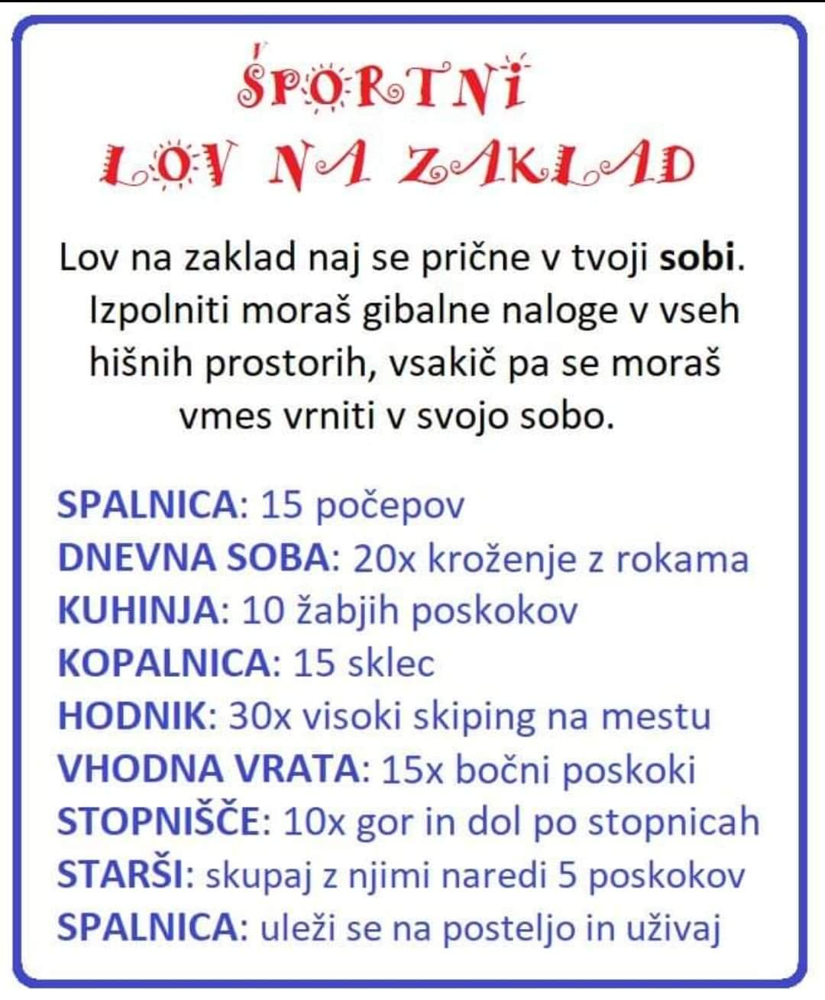 ŠPORTNI
LOV NA ZAKLAD
Lov na zaklad naj se prične v tvoji sobi.
Izpolniti moraš gibalne naloge v vseh
hišnih prostorih, vsakič pa se moraš
vmes vrniti v svojo sobo.
SPALNICA: 15 počepov
DNEVNA SOBA: 20x kroženje z rokama
KUHINJA: 10 žabjih poskokov
KOPALNICA: 15 sklec
HODNIK: 30x visoki skiping na mestu
VHODNA VRATA: 15x bočni poskoki
STOPNIŠČE: 10x gor in dol po stopnicah
STARŠI: skupaj z njimi naredi 5 poskokov
SPALNICA: uleži se na posteljo in uživaj